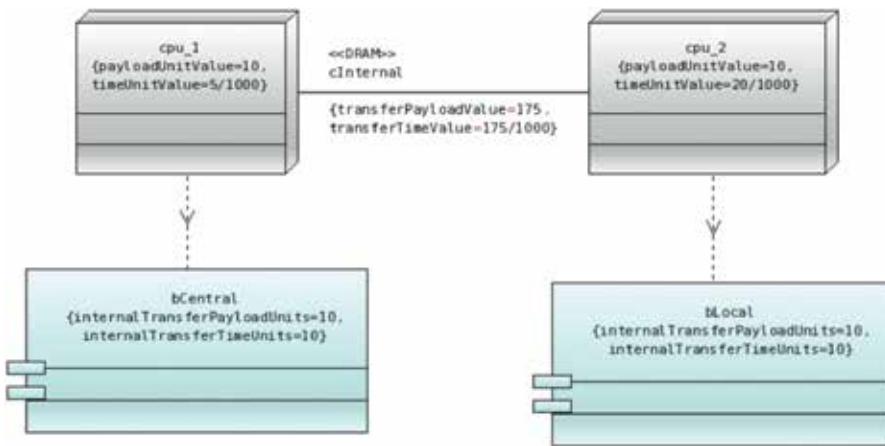 cpu_1
{payloadUnitValue=10,
timeUnitValue=5/1000}
<<DRAM>>
cInternal
{transferPayloadValue=175,
transferTimeValue=175/1000}
cpu_2
{payloadUnitValue=10,
timeUnitValue=20/1000}
bCentral
{internalTransferPayloadUnits=10,
internalTransferTimeUnits=10}
bLocal
{internalTransferPayloadUnits=10,
internalTransferTimeUnits=10}